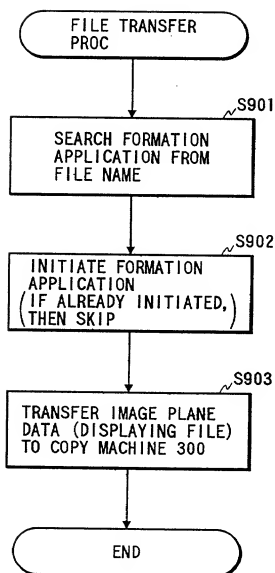 FILE TRANSFER
PROC
S901
SEARCH FORMATION
APPLICATION FROM
FILE NAME
S902
INITIATE FORMATION
APPLICATION
(IF ALREADY INITIATED,
THEN SKIP)
S903
TRANSFER IMAGE PLANE
DATA (DISPLAYING FILE)
TO COPY MACHINE 300
END